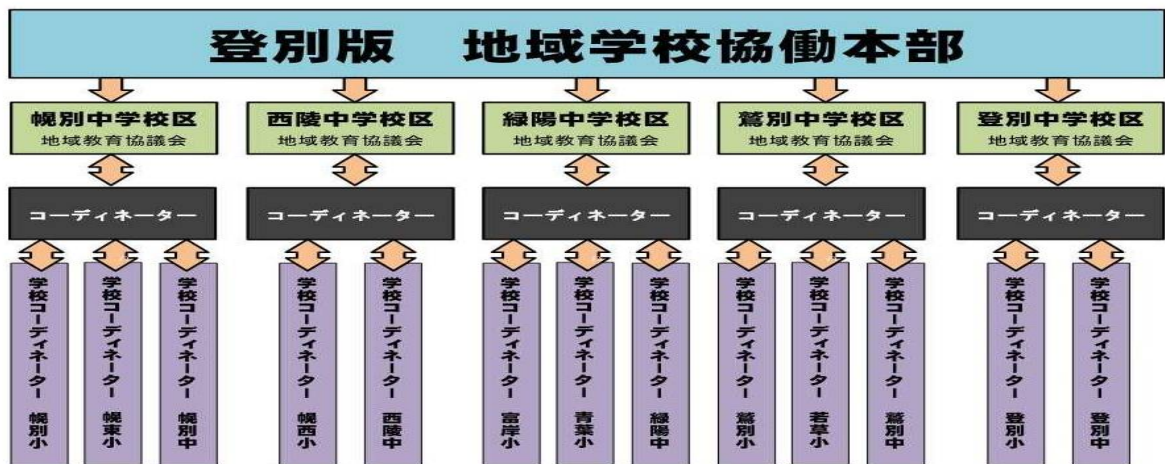 登別版　地域学校協働本部
幌別中学校区
地域教育協議会
西陵中学校区
地域教育協議会
緑陽中学校区
地域教育協議会
鷲別中学校区
地域教育協議会
登別中学校区
地域教育協議会
コーディネーター
コーディネーター
コーディネーター
コーディネーター
コーディネーター
学校コーディネーター　幌別小
学校コーディネーター　幌東小
学校コーディネーター　幌別中
学校コーディネーター　幌西小
学校コーディネーター　西陵中
学校コーディネーター　富岸小
学校コーディネーター　青葉小
学校コーディネーター　緑陽中
学校コーディネーター　鷲別小
学校コーディネーター　若草小
学校コーディネーター　鷲別中
学校コーディネーター　登別小
学校コーディネーター　登別中